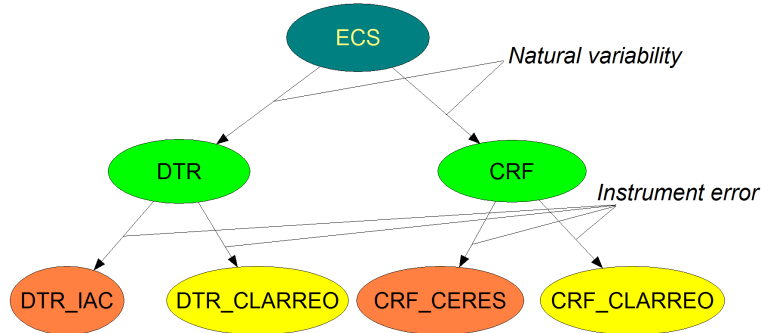 ECS
Natural variability
DTR
CRF
Instrument error
DTR_IAC
DTR_CLARREO
CRF_CERES
CRF_CLARREO